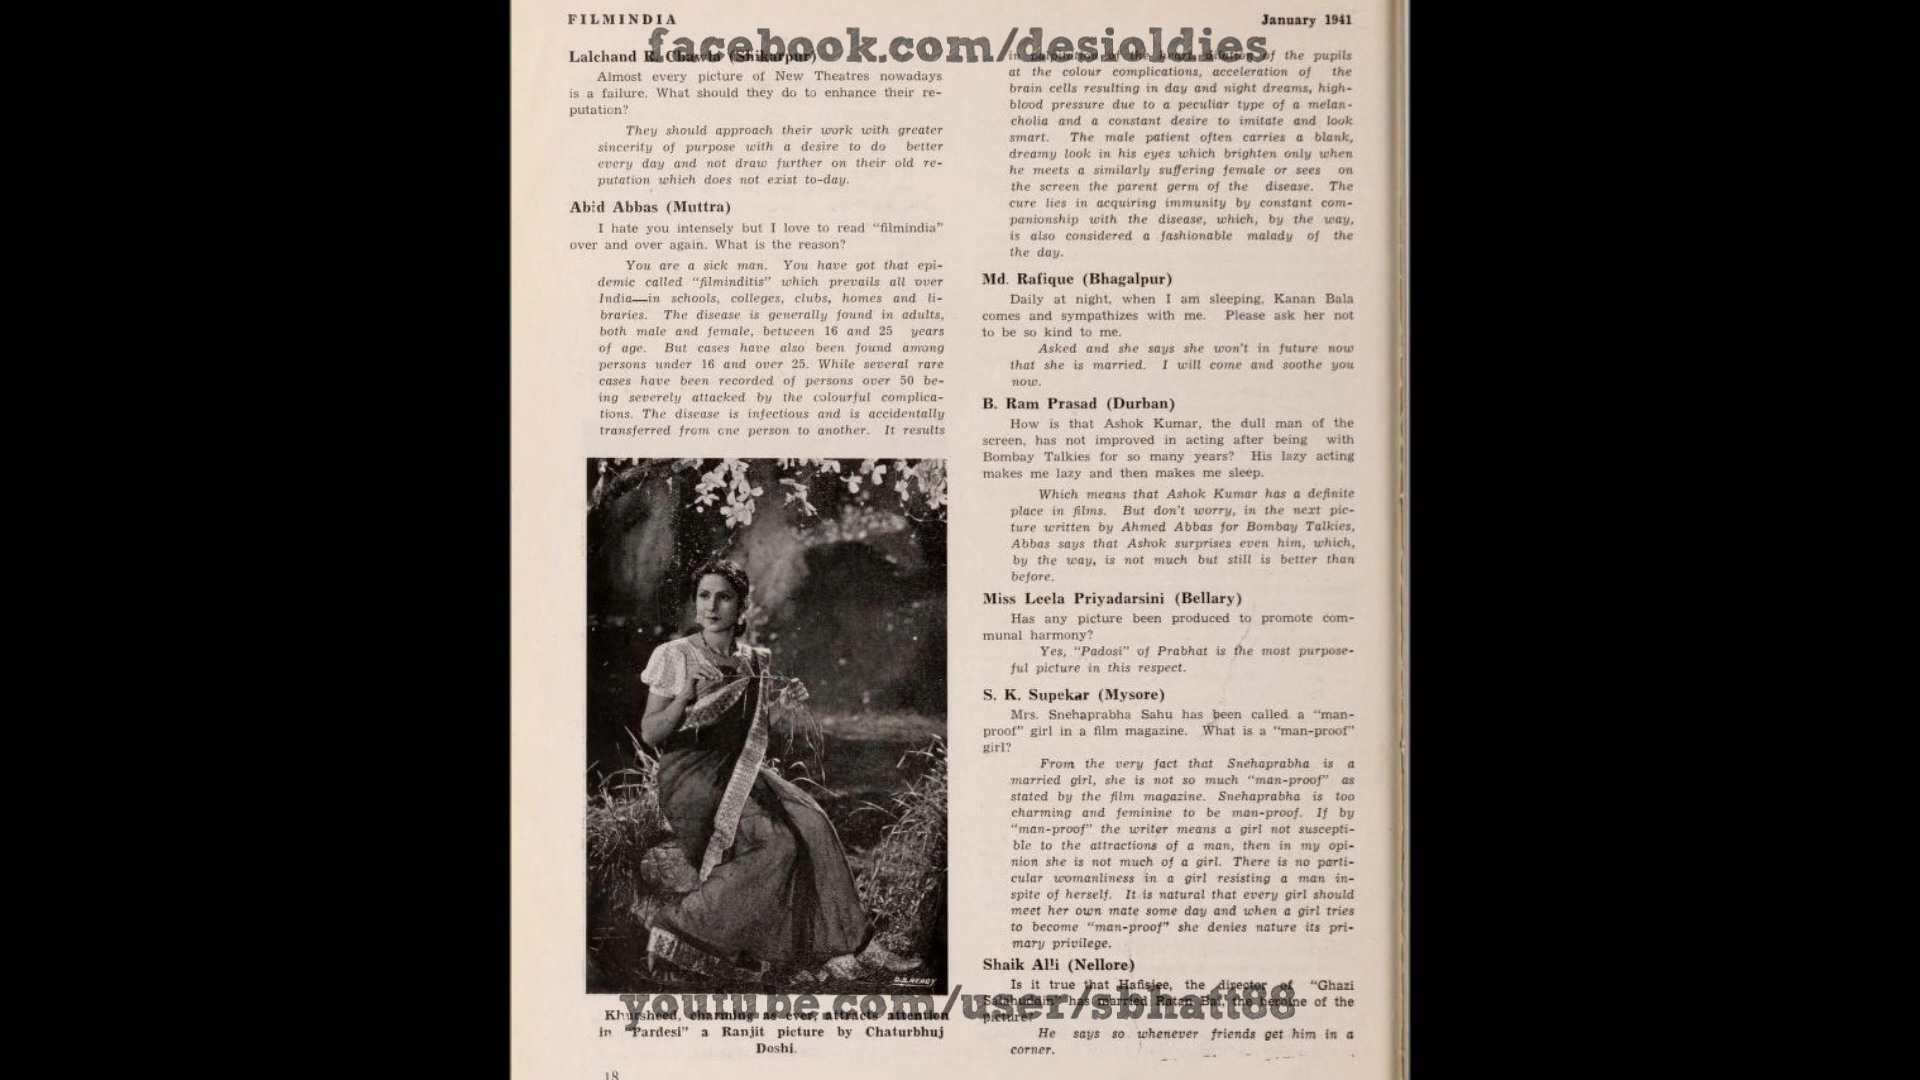 FILMINDIA
January 1941
facebook.com/desioldies
Lalchand R. Chawla (Shikarpur)
Almost every picture of New Theatres nowadays
is a failure. What should they do to enhance their re-
putation?
They should approach their work with greater
sincerity of purpose with a desire to do better
every day and not draw further on their old re-
putation which does not exist to-day.
Abid Abbas (Muttra)
I hate you intensely but I love to read "filmindia"
over and over again. What is the reason?
You are a sick man. You have got that epi-
demic called "filminditis" which prevails all over
India—in schools, colleges, clubs, homes and li-
braries. The disease is generally found in adults,
both male and female, between 16 and 25 years
of age. But cases have also been found among
persons under 16 and over 25. While several rare
cases have been recorded of persons over 50 be-
ing severely attacked by the colourful complica-
tions. The disease is infectious and is accidentally
transferred from one person to another. It results
D.B.NEROY
Khursheed, charming as ever, attracts attention
in "Pardesi" a Ranjit picture by Chaturbhuj
Doshi.
18
in palpitation of the heart, dilation of the pupils
at the colour complications, acceleration of the
brain cells resulting in day and night dreams, high-
blood pressure due to a peculiar type of a melan-
cholia and a constant desire to imitate and look
smart. The male patient often carries a blank,
dreamy look in his eyes which brighten only when
he meets a similarly suffering female or sees on
the screen the parent germ of the disease. The
cure lies in acquiring immunity by constant com-
panionship with the disease, which, by the way,
is also considered a fashionable malady of the
the day.
Md. Rafique (Bhagalpur)
Daily at night, when I am sleeping, Kanan Bala
comes and sympathizes with me. Please ask her not
to be so kind to me.
Asked and she says she won't in future now
that she is married. I will come and soothe you
now.
B. Ram Prasad (Durban)
How is that Ashok Kumar, the dull man of the
screen, has not improved in acting after being with
Bombay Talkies for so many years? His lazy acting
makes me lazy and then makes me sleep.
Which means that Ashok Kumar has a definite
place in films. But don't worry, in the next pic-
ture written by Ahmed Abbas for Bombay Talkies,
Abbas says that Ashok surprises even him, which,
by the way, is not much but still is better than
before.
Miss Leela Priyadarsini (Bellary)
Has any picture been produced to promote com-
munal harmony?
Yes, "Padosi" of Prabhat is the most purpose-
ful picture in this respect.
S. K. Supekar (Mysore)
Mrs. Snehaprabha Sahu has been called a "man-
proof" girl in a film magazine. What is a "man-proof"
girl?
From the very fact that Snehaprabha is a
married girl, she is not so much "man-proof" as
stated by the film magazine. Snehaprabha is too
charming and feminine to be man-proof. If by
"man-proof" the writer means a girl not suscepti-
ble to the attractions of a man, then in my opi-
nion she is not much of a girl. There is no parti-
cular womanliness in a girl resisting a man in-
spite of herself. It is natural that every girl should
meet her own mate some day and when a girl tries
to become "man-proof" she denies nature its pri-
mary privilege.
Shaik Alli (Nellore)
Is it true that Hafisjee, the director of "Ghazi
Salahuddin" has married Ratan Bai, the heroine of the
picture?
He says so whenever friends get him in a
corner.
youtube.com/user/sbhatt88